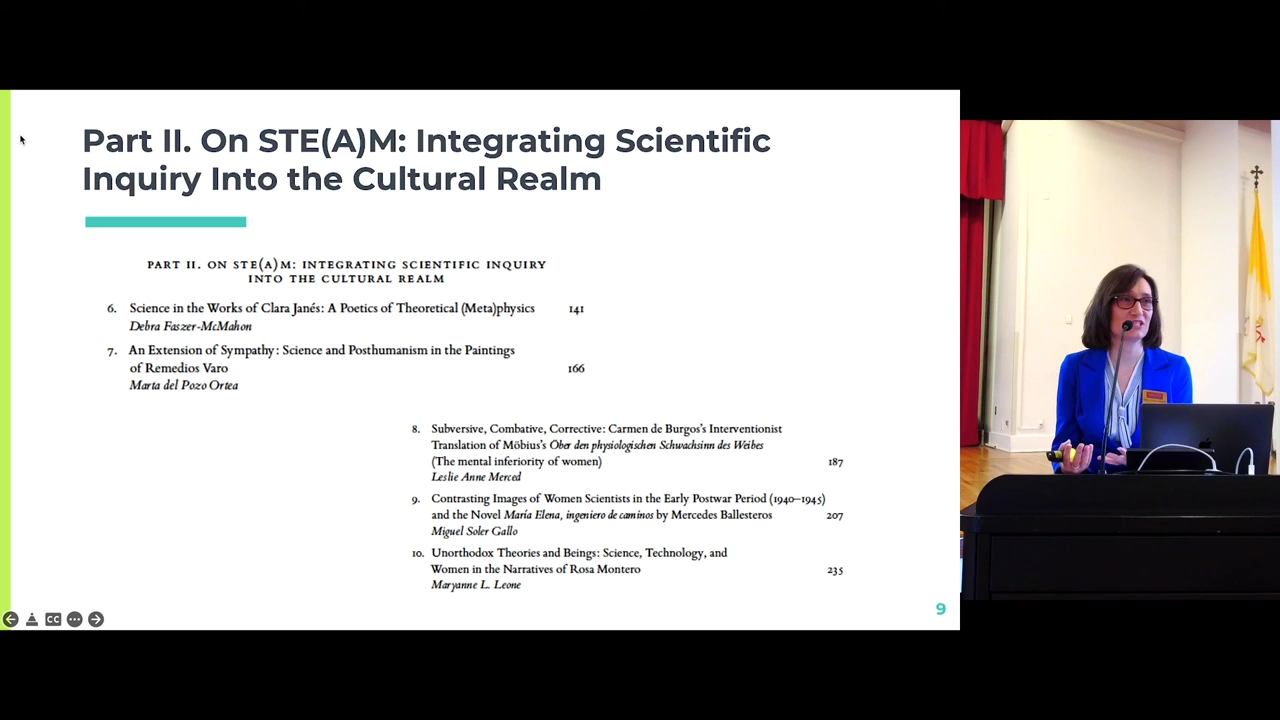 Part II. On STE(A)M: Integrating Scientific
Inquiry Into the Cultural Realm
PART II. ON STE(A)M: INTEGRATING SCIENTIFIC INQUIRY
INTO THE CULTURAL REALM
6. Science in the Works of Clara Janés: A Poetics of Theoretical (Meta)physics 141
Debra Faszer-McMahon
7. An Extension of Sympathy: Science and Posthumanism in the Paintings
of Remedios Varo 166
Marta del Pozo Ortea
8. Subversive, Combative, Corrective: Carmen de Burgos's Interventionist
Translation of Möbius's Über den physiologischen Schwachsinn des Weibes
(The mental inferiority of women) 187
Leslie Anne Merced
9. Contrasting Images of Women Scientists in the Early Postwar Period (1940–1945)
and the Novel María Elena, ingeniero de caminos by Mercedes Ballesteros 207
Miguel Soler Gallo
10. Unorthodox Theories and Beings: Science, Technology, and
Women in the Narratives of Rosa Montero 235
Maryanne L. Leone
CC
9